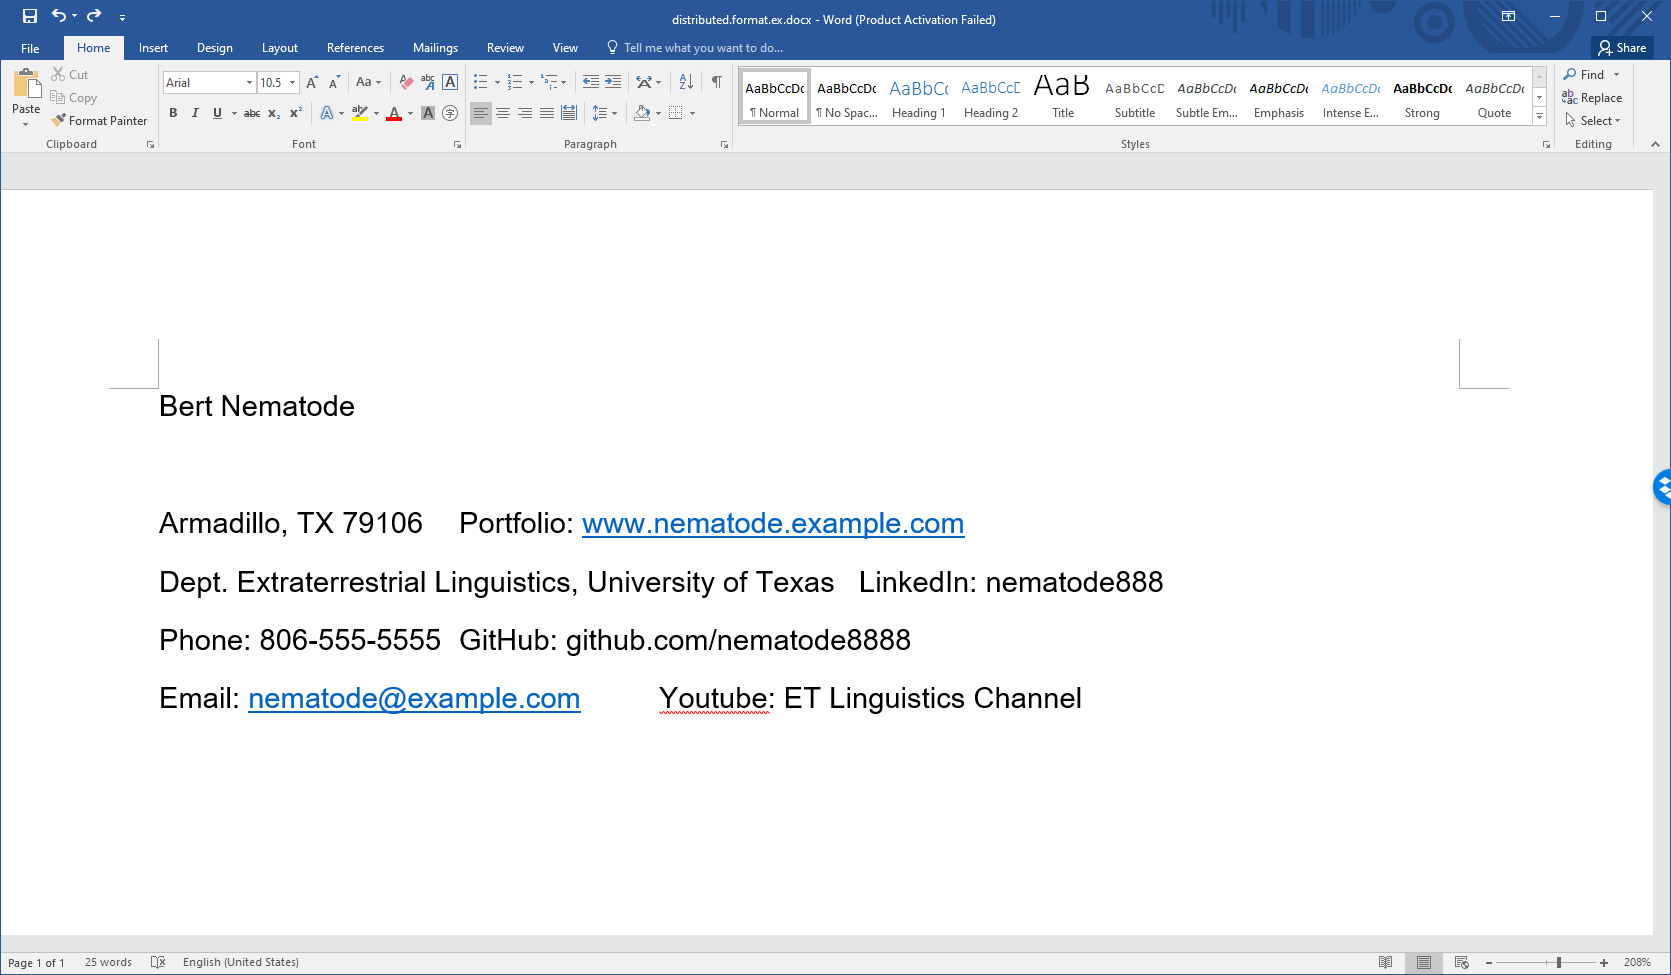 distributed.format.ex.docx - Word (Product Activation Failed)
File Home Insert Design Layout References Mailings Review View Tell me what you want to do... Share
Paste
Cut
Copy
Format Painter
Clipboard
Arial 10.5 Aa
B I U abc
Font
Paragraph
AaBbCcDc AaBbCcDc AaBbCc AaBbCcD AaB AaBbCcD AaBbCcDc AaBbCcDc AaBbCcDc AaBbCcDc AaBbCcDc
¶ Normal ¶ No Spac... Heading 1 Heading 2 Title Subtitle Subtle Em... Emphasis Intense E... Strong Quote
Styles
Find
Replace
Select
Editing
Bert Nematode
Armadillo, TX 79106 Portfolio: www.nematode.example.com
Dept. Extraterrestrial Linguistics, University of Texas LinkedIn: nematode888
Phone: 806-555-5555 GitHub: github.com/nematode8888
Email: nematode@example.com Youtube: ET Linguistics Channel
Page 1 of 1 25 words English (United States) 208%